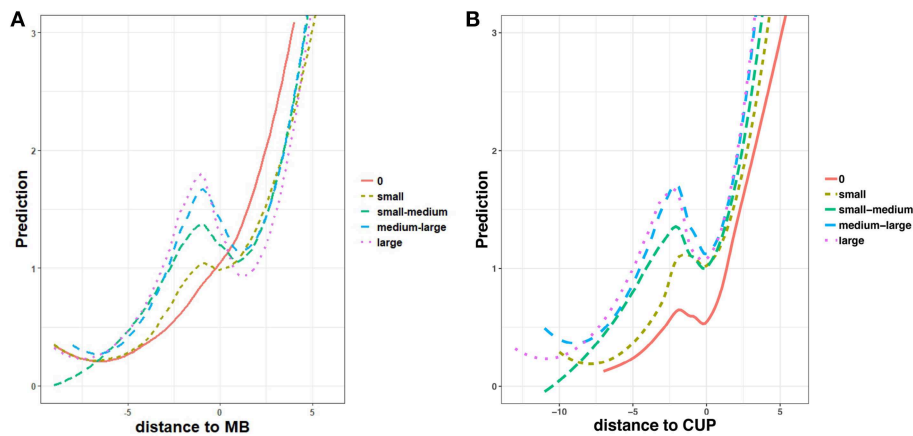 A
3
2
1
0
Prediction
-5
0
5
distance to MB
0
small
small-medium
medium-large
large
B
3
2
1
0
Prediction
−10
−5
0
5
distance to CUP
0
small
small−medium
medium−large
large